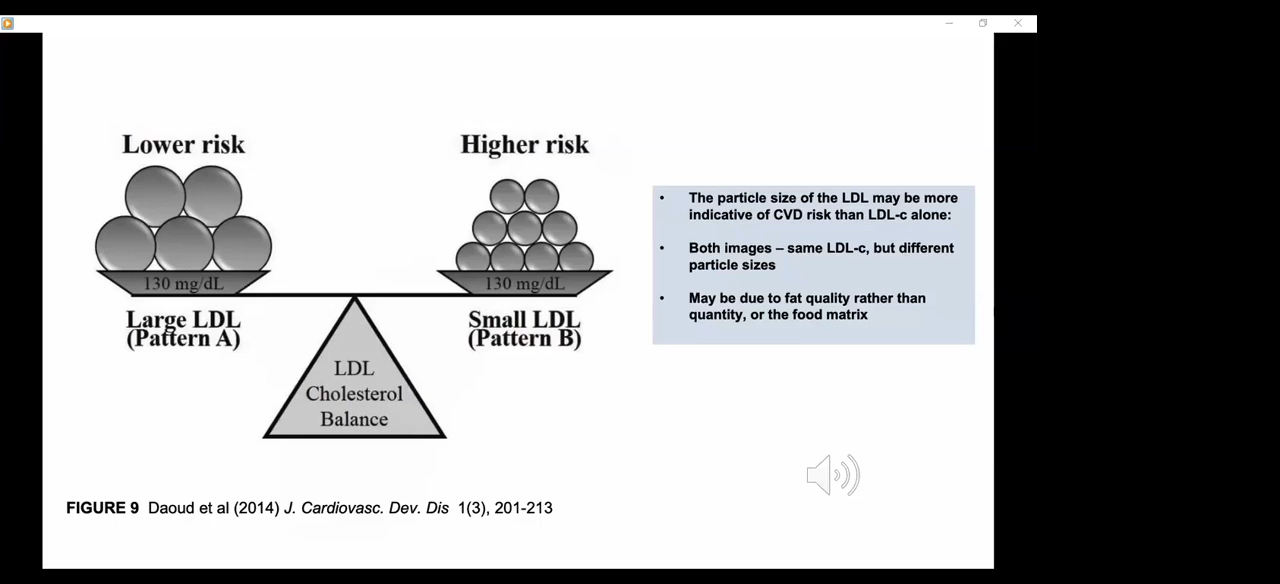 Lower risk
Higher risk
130 mg/dL
130 mg/dL
Large LDL
(Pattern A)
Small LDL
(Pattern B)
LDL
Cholesterol
Balance
• The particle size of the LDL may be more
indicative of CVD risk than LDL-c alone:
• Both images – same LDL-c, but different
particle sizes
• May be due to fat quality rather than
quantity, or the food matrix
FIGURE 9 Daoud et al (2014) J. Cardiovasc. Dev. Dis 1(3), 201-213